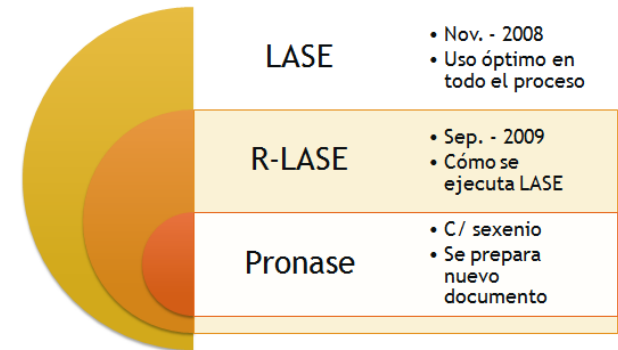 LASE
• Nov. - 2008
• Uso óptimo en
todo el proceso
R-LASE
• Sep. - 2009
• Cómo se
ejecuta LASE
Pronase
• C/ sexenio
• Se prepara
nuevo
documento